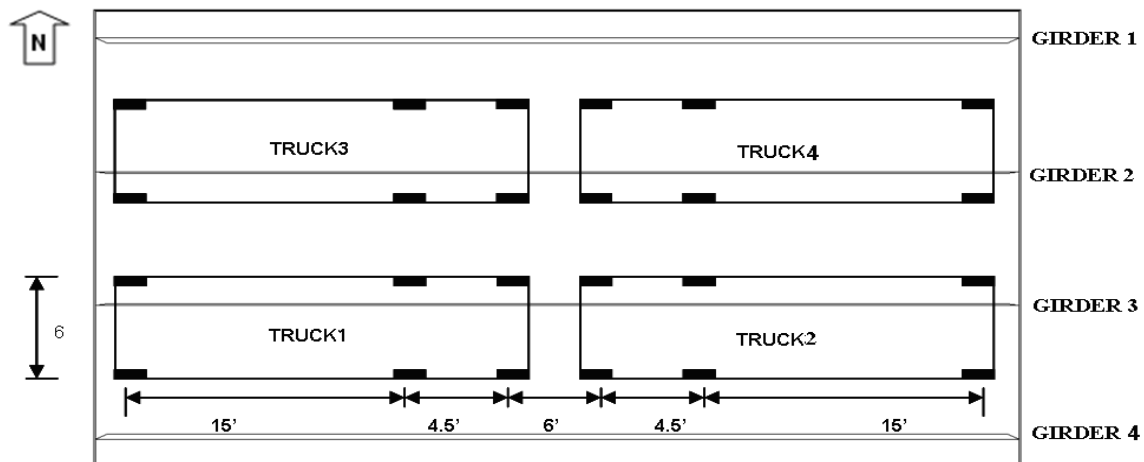 N
GIRDER 1
TRUCK3
TRUCK4
GIRDER 2
6
TRUCK1
TRUCK2
GIRDER 3
15’ 4.5’ 6’ 4.5’ 15’
GIRDER 4